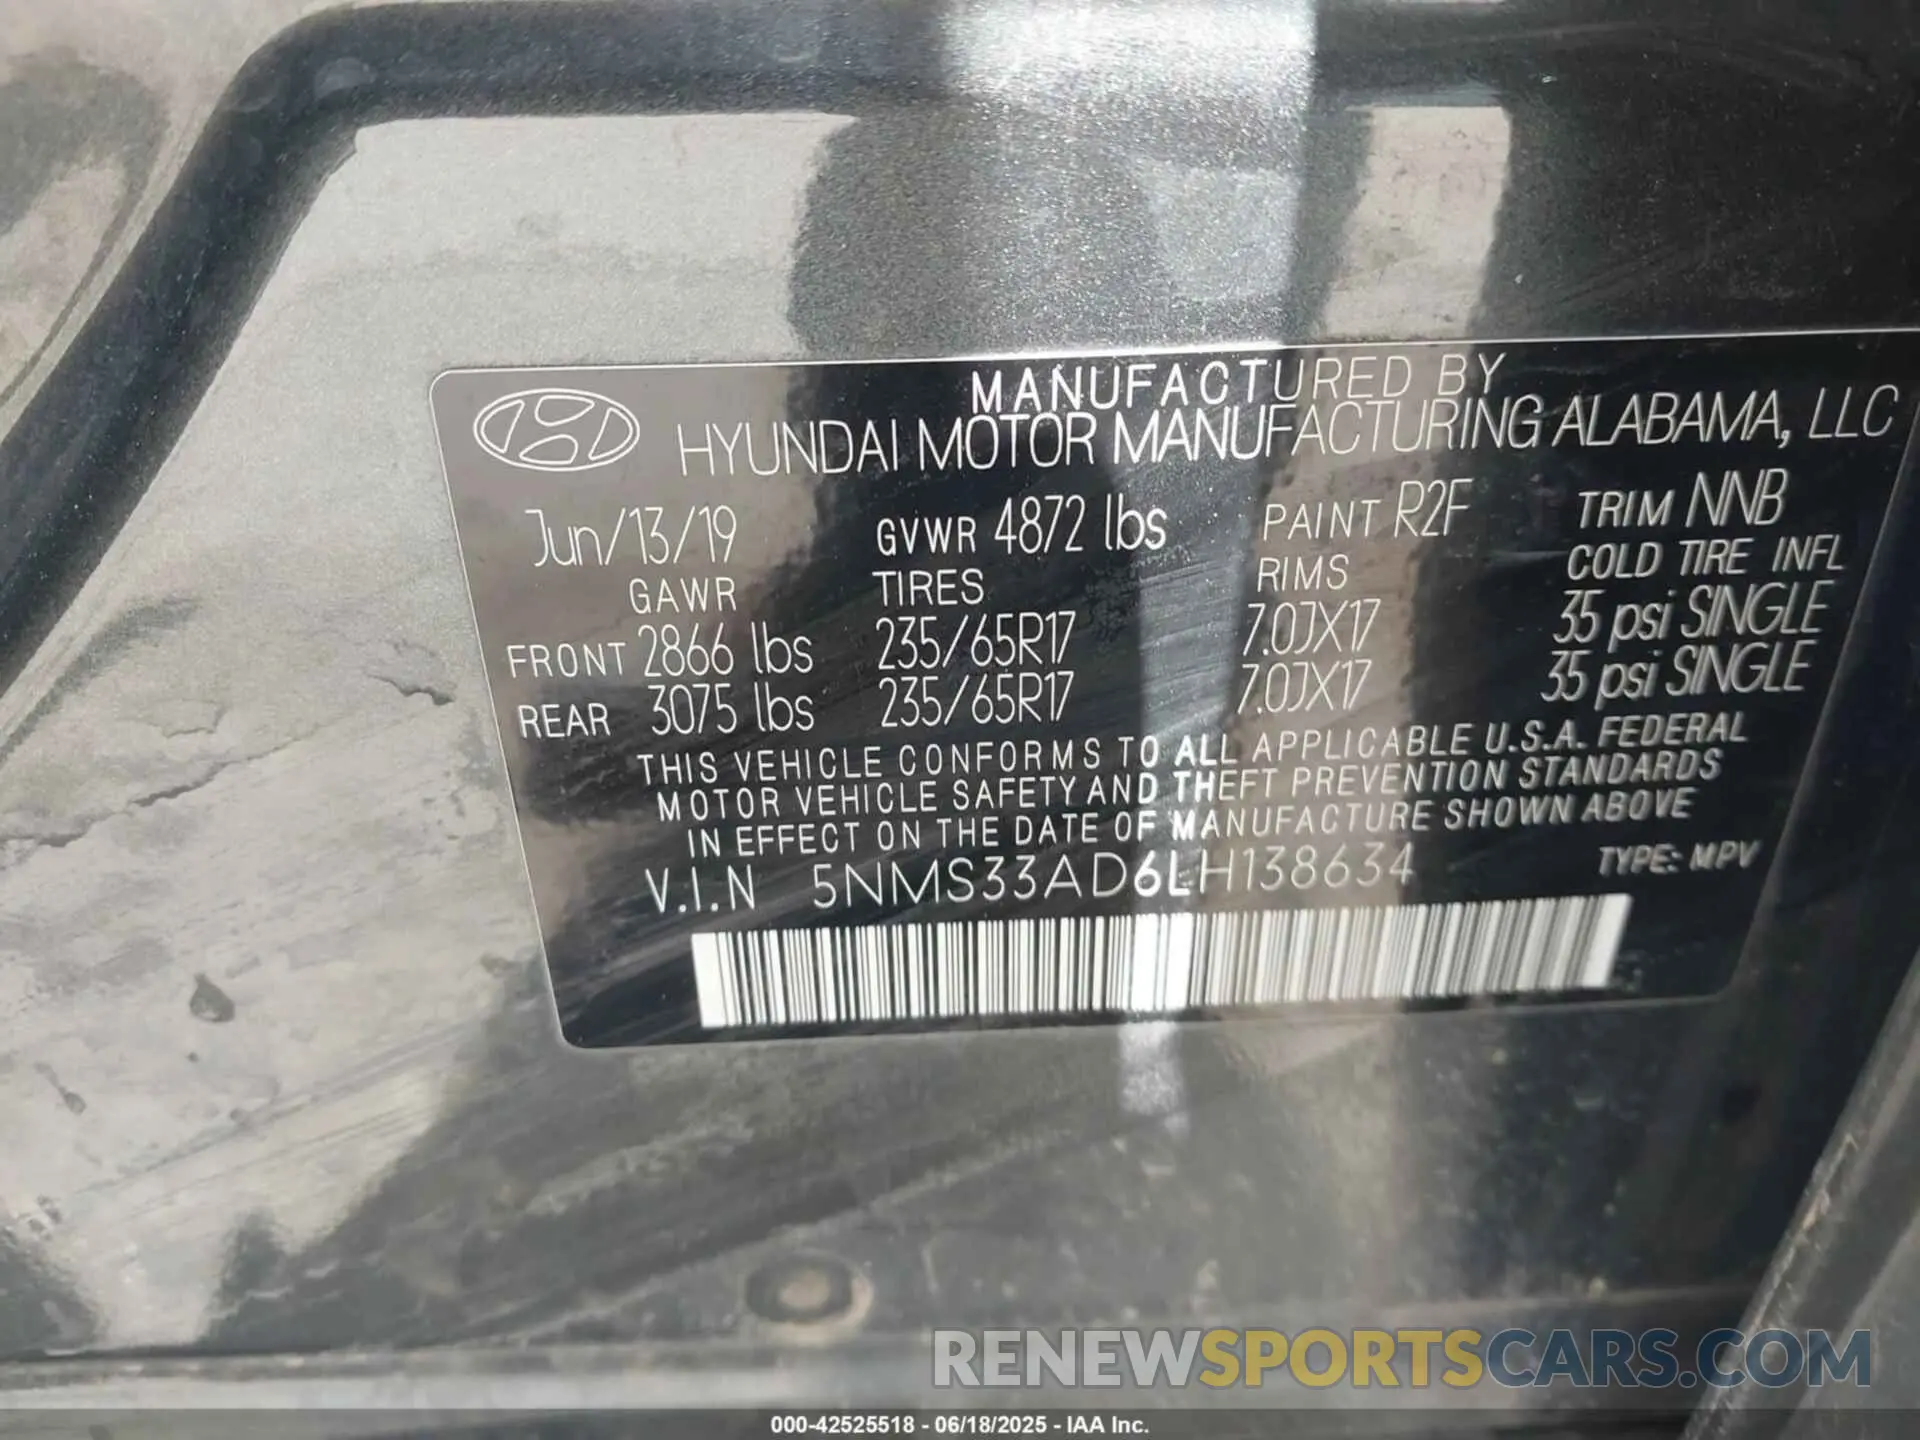 MANUFACTURED BY
HYUNDAI MOTOR MANUFACTURING ALABAMA, LLC
Jun/13/19 GVWR 4872 lbs PAINT R2F TRIM NNB
GAWR TIRES RIMS COLD TIRE INFL
FRONT 2866 lbs 235/65R17 7.0JX17 35 psi SINGLE
REAR 3075 lbs 235/65R17 7.0JX17 35 psi SINGLE
THIS VEHICLE CONFORMS TO ALL APPLICABLE U.S.A. FEDERAL
MOTOR VEHICLE SAFETY AND THEFT PREVENTION STANDARDS
IN EFFECT ON THE DATE OF MANUFACTURE SHOWN ABOVE
V.I.N 5NMS33AD6LH138634 TYPE: MPV
RENEWSPORTSCARS.COM
000-42525518 - 06/18/2025 - IAA Inc.